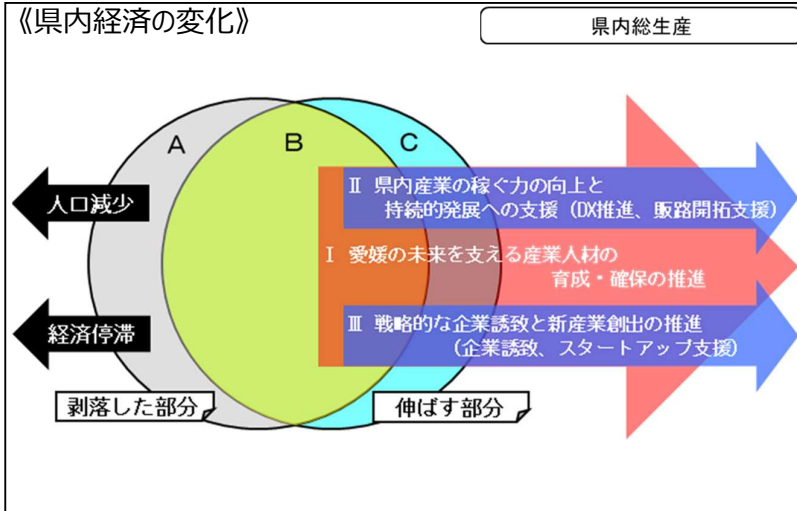 《県内経済の変化》
県内総生産
A
B
C
人口減少
経済停滞
Ⅱ 県内産業の稼ぐ力の向上と
持続的発展への支援（DX推進、販路開拓支援）
Ⅰ 愛媛の未来を支える産業人材の
育成・確保の推進
Ⅲ 戦略的な企業誘致と新産業創出の推進
（企業誘致、スタートアップ支援）
剥落した部分
伸ばす部分